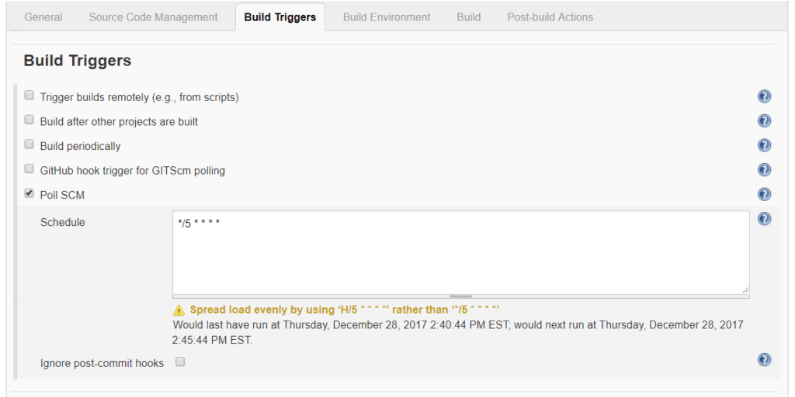 General Source Code Management Build Triggers Build Environment Build Post-build Actions
Build Triggers
Trigger builds remotely (e.g., from scripts)
Build after other projects are built
Build periodically
GitHub hook trigger for GITScm polling
Poll SCM
Schedule
*/5 * * * *
Spread load evenly by using ‘H/5 * * * *’ rather than ‘*/5 * * * *’
Would last have run at Thursday, December 28, 2017 2:40:44 PM EST; would next run at Thursday, December 28, 2017
2:45:44 PM EST.
Ignore post-commit hooks